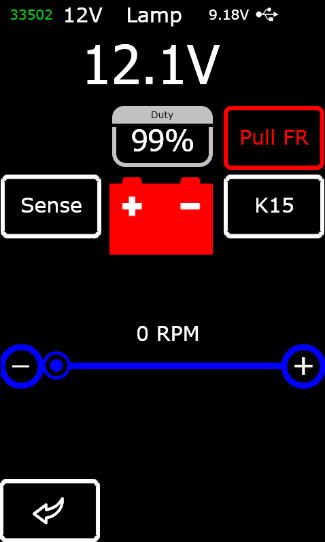 33502 12V Lamp 9.18V
12.1V
Duty
99%
Pull FR
Sense
+ −
K15
0 RPM
− +